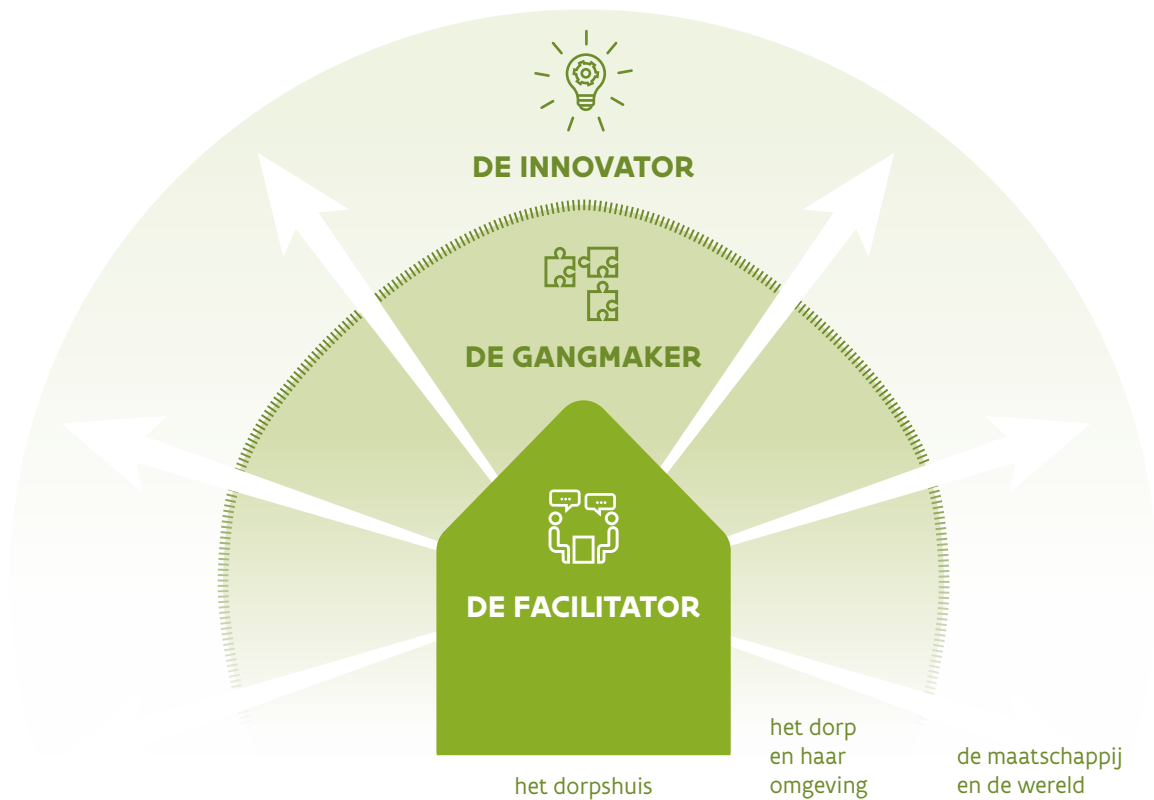 DE INNOVATOR
DE GANGMAKER
DE FACILITATOR
het dorpshuis
het dorp
en haar
omgeving
de maatschappij
en de wereld